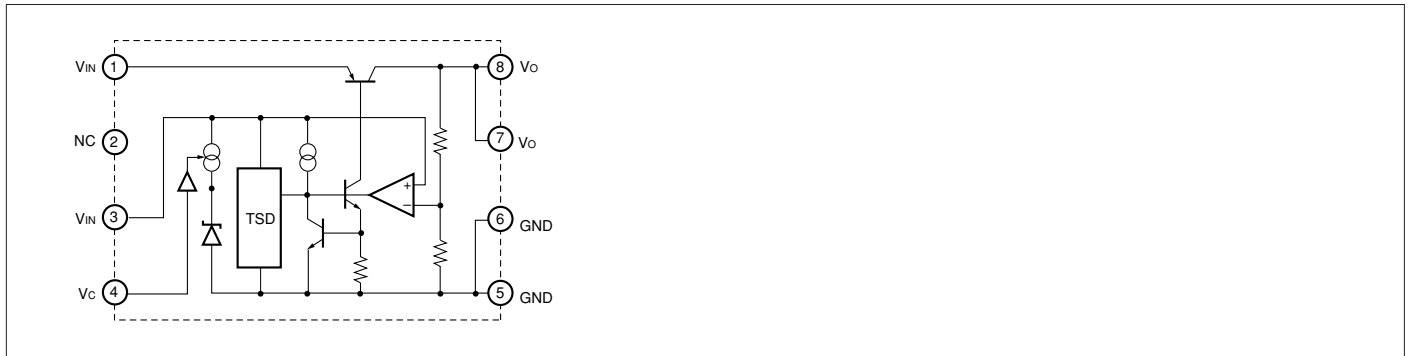 VIN 1
8 VO
NC 2
7 VO
+
−
VIN 3
TSD
6 GND
VC 4
5 GND